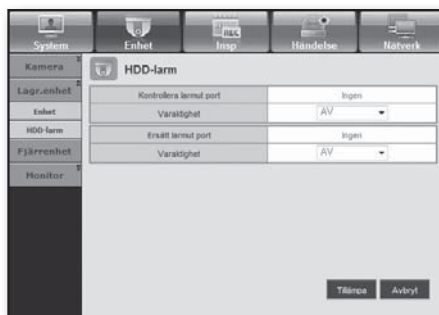 System Enhet Insp Händelse Nätverk
Kamera
Lagr.enhet
Enhet
HDD-larm
Fjärrenhet
Monitor
HDD-larm
Kontrollera larmut port Ingen
Varaktighet AV
Ersätt larmut port Ingen
Varaktighet AV
Tillämpa Avbryt